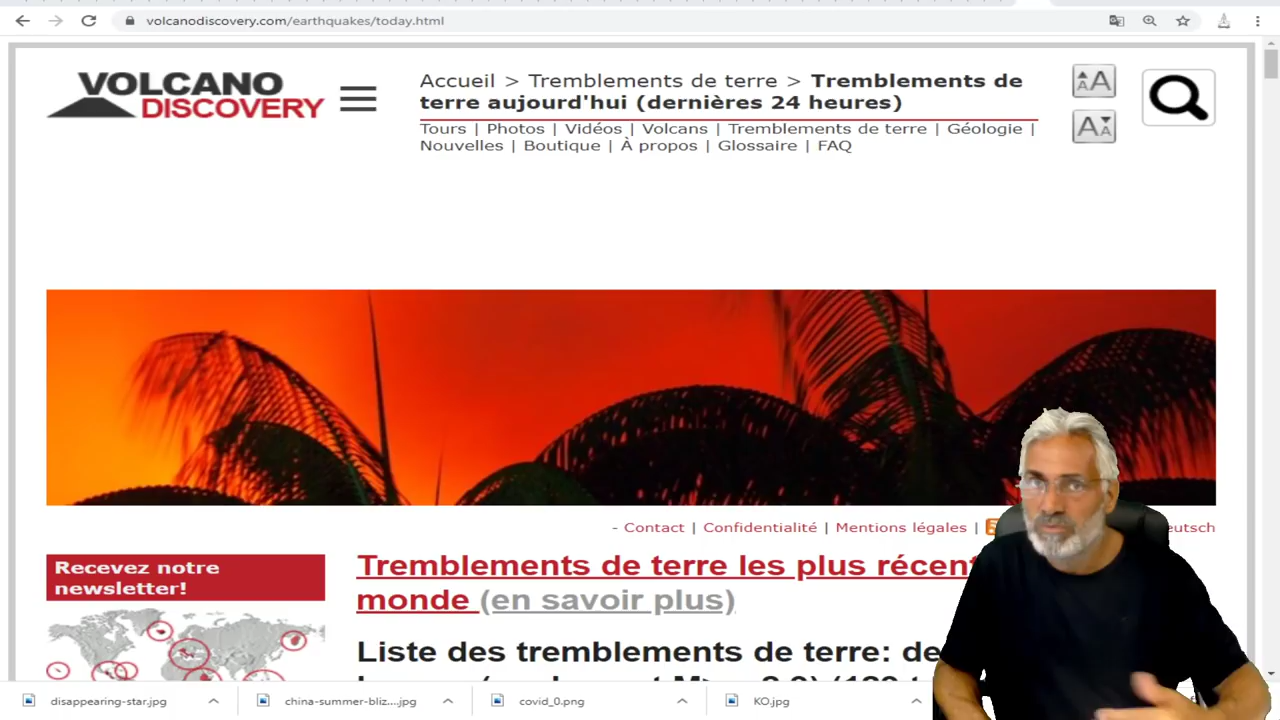 volcanodiscovery.com/earthquakes/today.html
VOLCANO
DISCOVERY
Accueil > Tremblements de terre > Tremblements de
terre aujourd'hui (dernières 24 heures)
Tours | Photos | Vidéos | Volcans | Tremblements de terre | Géologie |
Nouvelles | Boutique | À propos | Glossaire | FAQ
AA
AA
- Contact | Confidentialité | Mentions légales |
Recevez notre
newsletter!
Tremblements de terre les plus
monde (en savoir plus)
Liste des tremblements de terre:
disappearing-star.jpg
china-summer-bliz....jpg
covid_0.png
KO.jpg